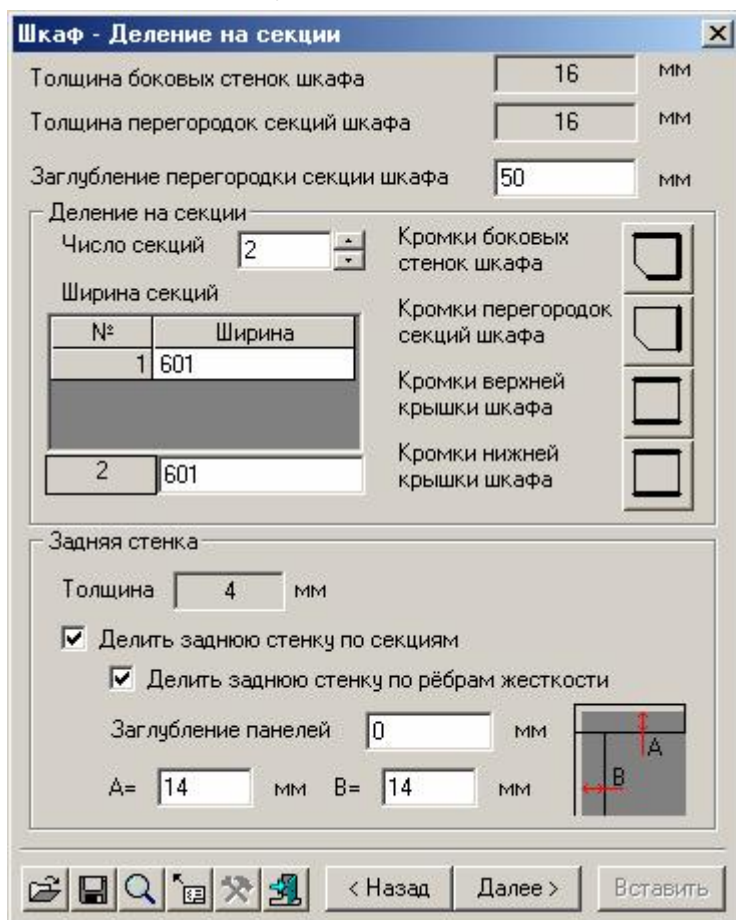 Шкаф - Деление на секции
Толщина боковых стенок шкафа 16 мм
Толщина перегородок секций шкафа 16 мм
Заглубление перегородки секции шкафа 50 мм
Деление на секции
Число секций 2
Кромки боковых
стенок шкафа
Ширина секций
№ Ширина
1 601
2 601
Кромки перегородок
секций шкафа
Кромки верхней
крышки шкафа
Кромки нижней
крышки шкафа
Задняя стенка
Толщина 4 мм
Делить заднюю стенку по секциям
Делить заднюю стенку по рёбрам жесткости
Заглубление панелей 0 мм
A= 14 мм B= 14 мм
A
B
< Назад Далее > Вставить